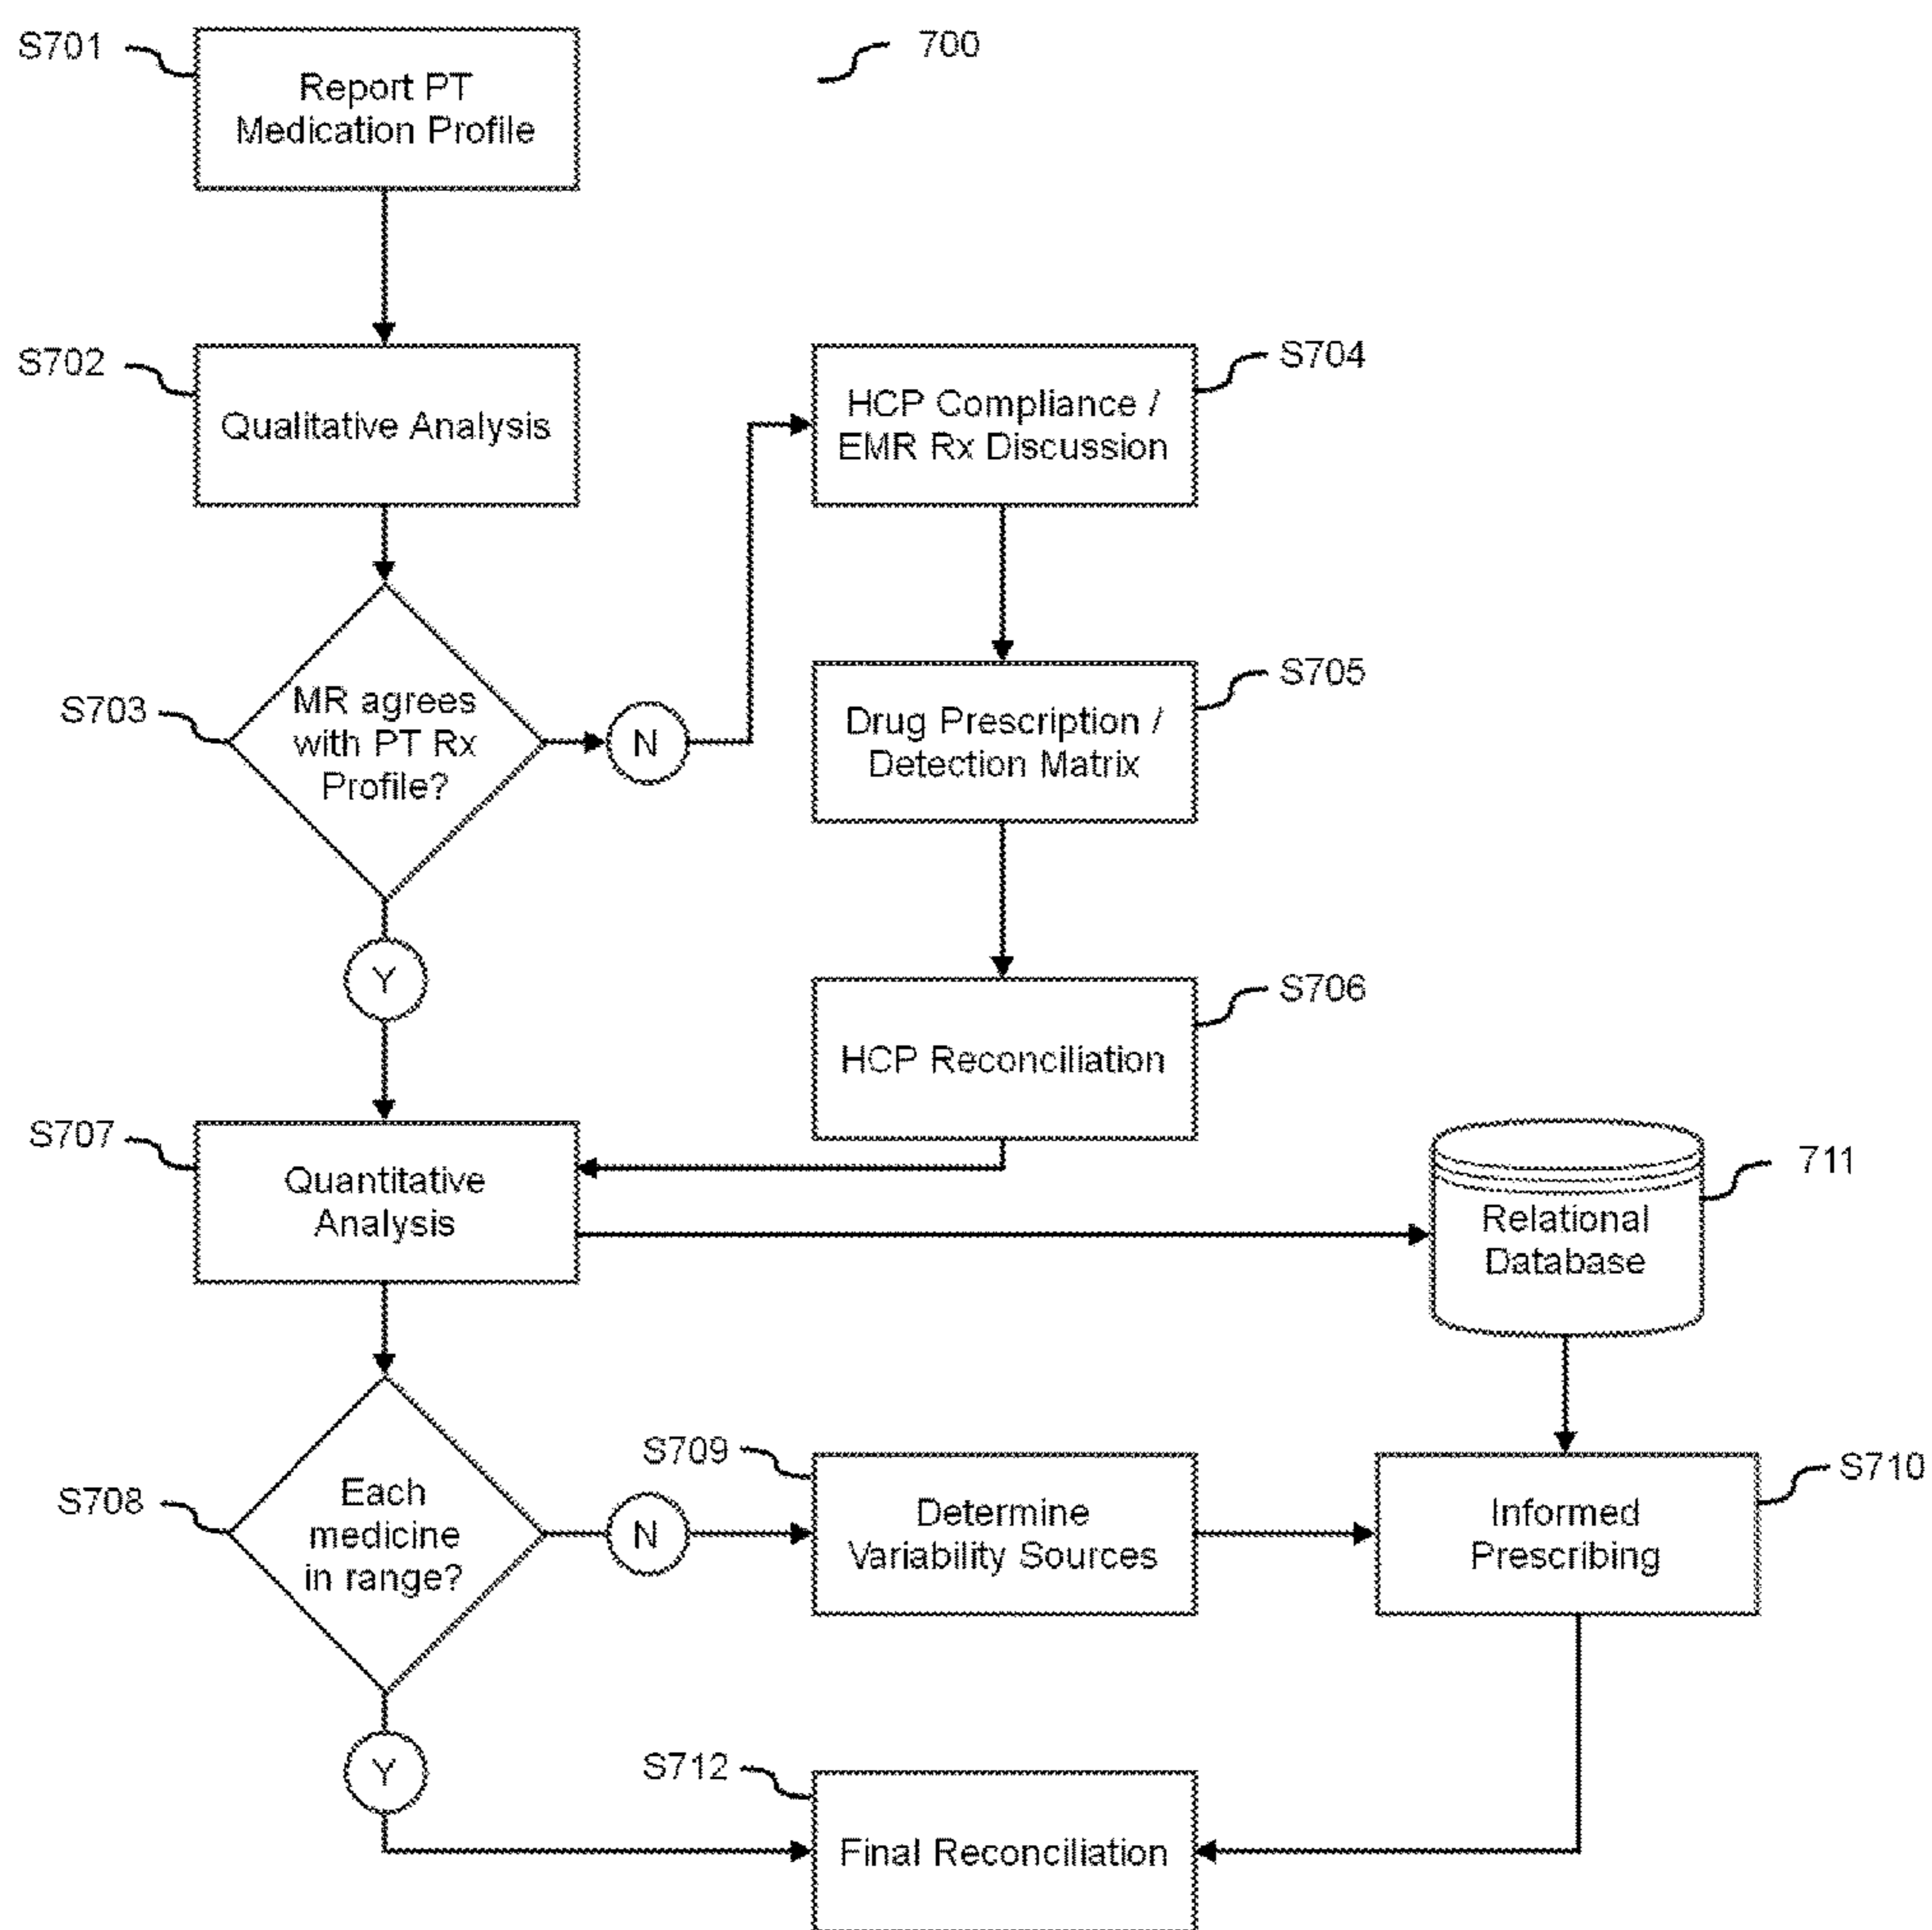 S701
Report PT
Medication Profile
700
S702
Qualitative Analysis
S703
MR agrees
with PT Rx
Profile?
N
Y
HCP Compliance /
EMR Rx Discussion
S704
Drug Prescription /
Detection Matrix
S705
HCP Reconciliation
S706
S707
Quantitative
Analysis
Relational
Database
711
S708
Each
medicine
in range?
N
Y
S709
Determine
Variability Sources
Informed
Prescribing
S710
S712
Final Reconciliation